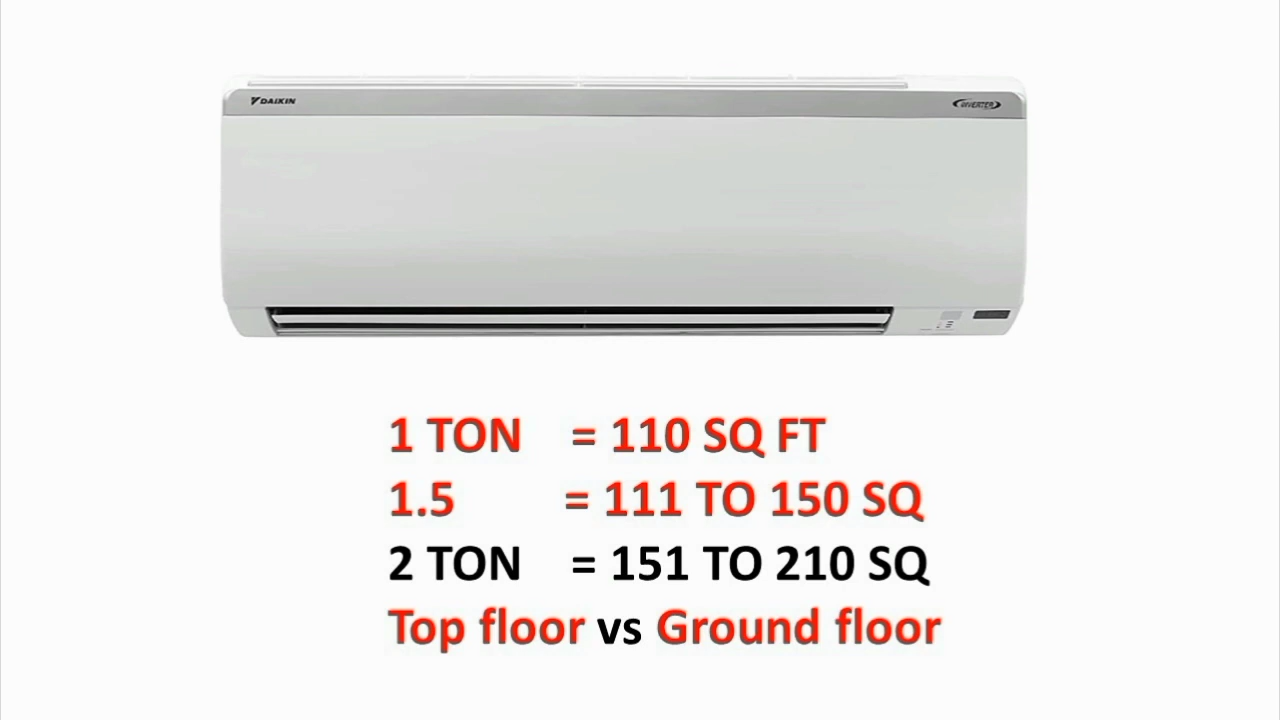 DAIKIN
INVERTER
1 TON = 110 SQ FT
1.5 = 111 TO 150 SQ
2 TON = 151 TO 210 SQ
Top floor vs Ground floor